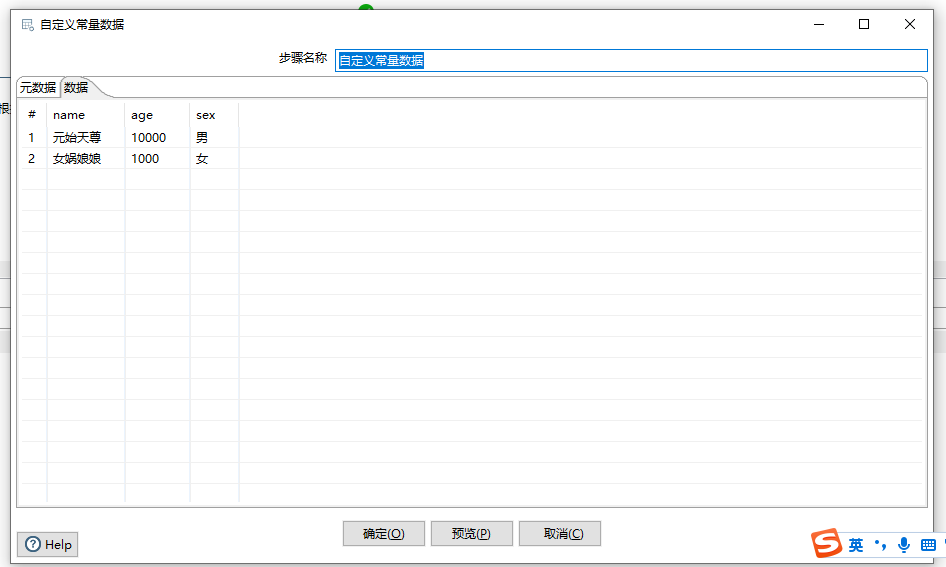 自定义常量数据
步骤名称 自定义常量数据
元数据 数据
根
# name age sex
1 元始天尊 10000 男
2 女娲娘娘 1000 女
Help 确定(O) 预览(P) 取消(C)
S 英